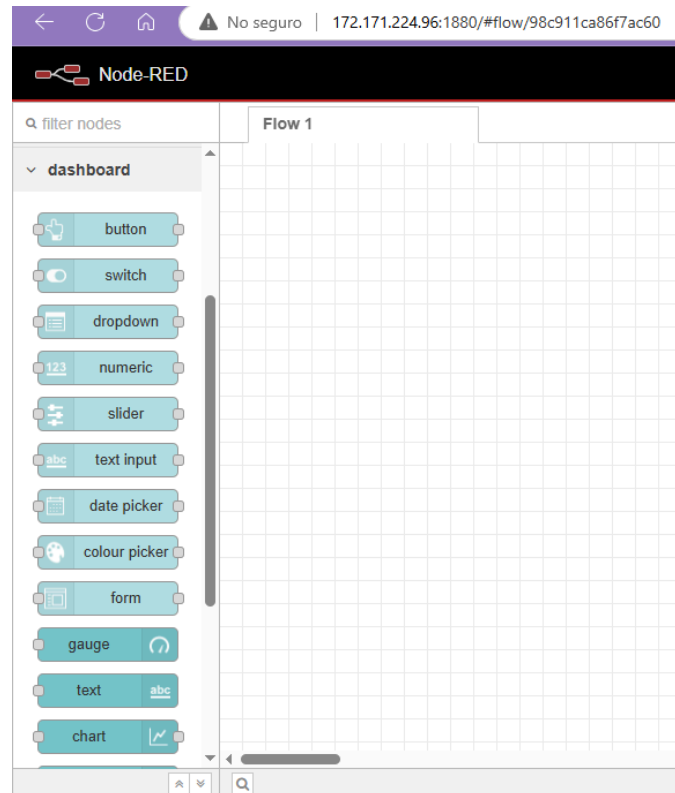 No seguro | 172.171.224.96:1880/#flow/98c911ca86f7ac60
Node-RED
filter nodes
Flow 1
dashboard
button
switch
dropdown
123 numeric
slider
abc text input
date picker
colour picker
form
gauge
text abc
chart